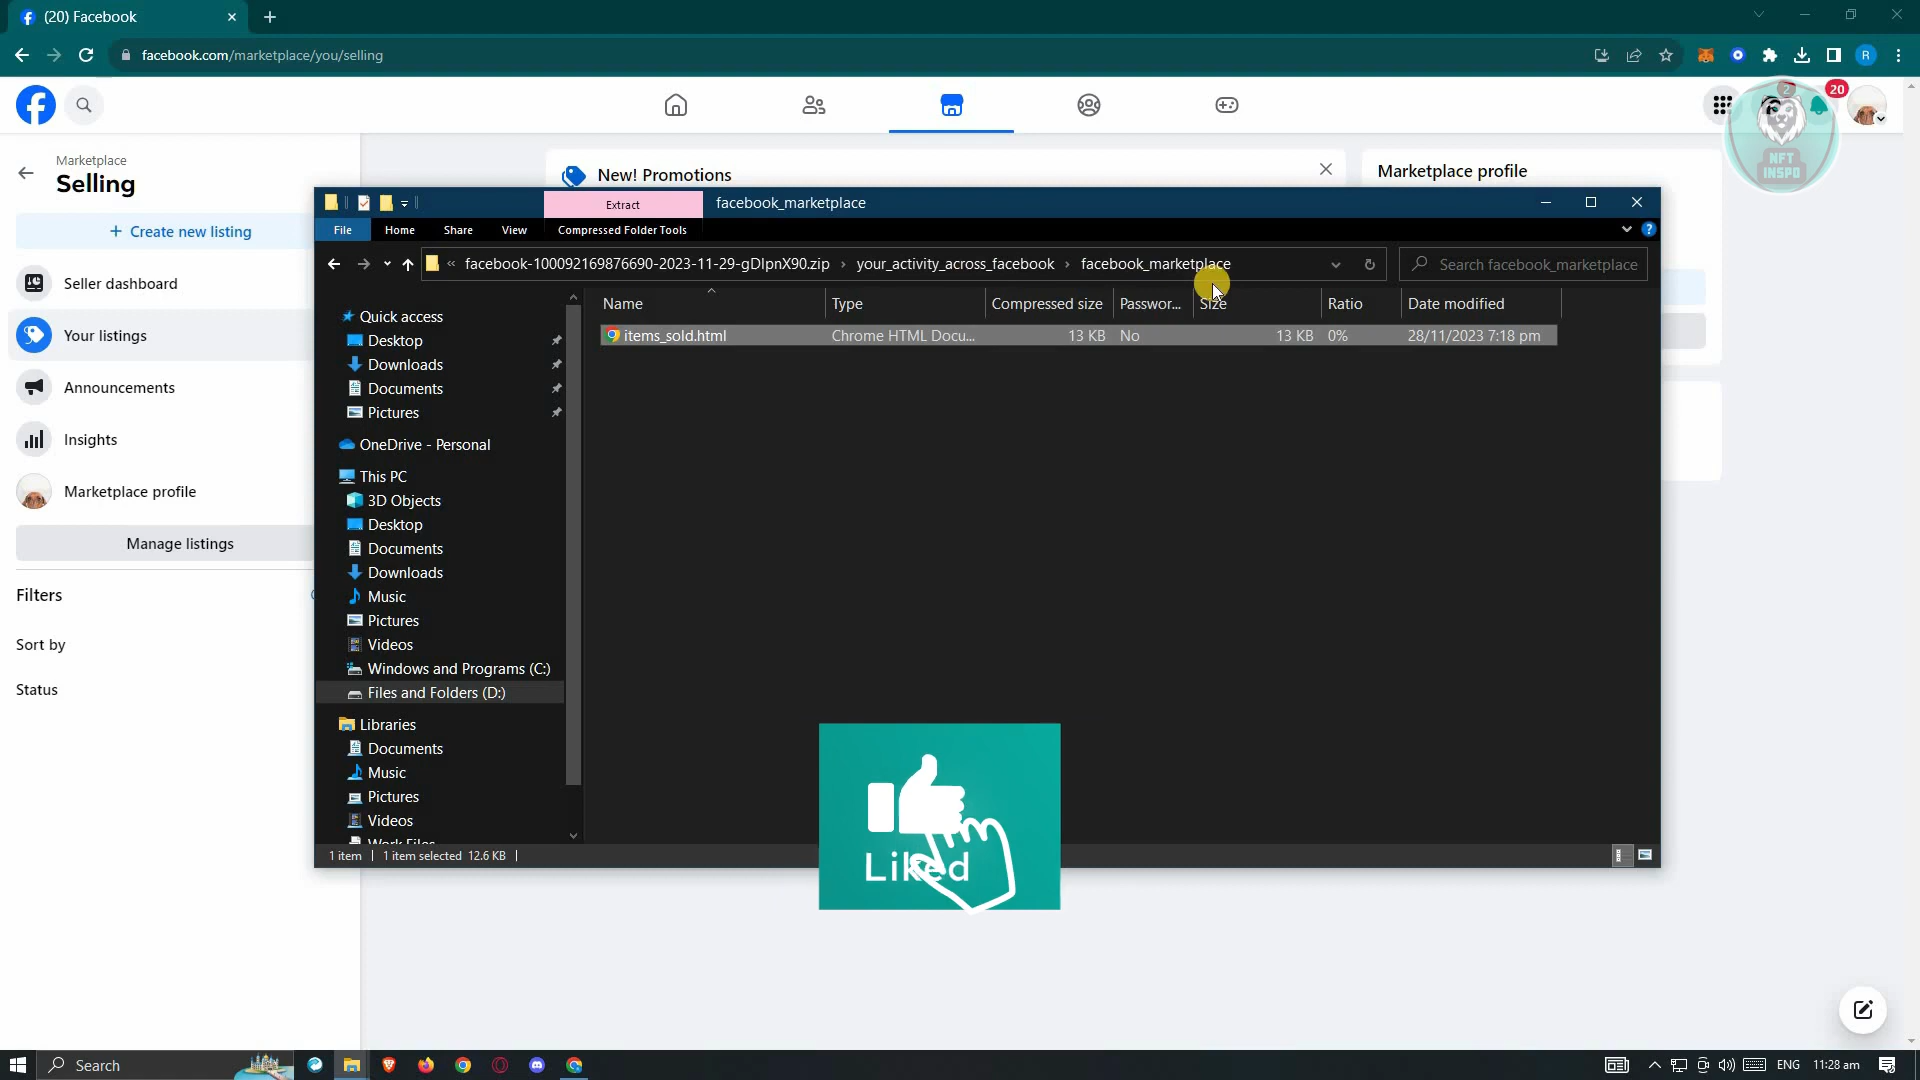 (20) Facebook
facebook.com/marketplace/you/selling
2
20
NFT
INSPO
Marketplace
Selling
Create new listing
Seller dashboard
Your listings
Announcements
Insights
Marketplace profile
Manage listings
Filters
Sort by
Status
New! Promotions
Marketplace profile
Extract
facebook_marketplace
File
Home
Share
View
Compressed Folder Tools
facebook-100092169876690-2023-11-29-gDIpnX90.zip › your_activity_across_facebook › facebook_marketplace
Search facebook_marketplace
Name Type Compressed size Passwor... Size Ratio Date modified
items_sold.html Chrome HTML Docu... 13 KB No 13 KB 0% 28/11/2023 7:18 pm
Quick access
Desktop
Downloads
Documents
Pictures
OneDrive - Personal
This PC
3D Objects
Desktop
Documents
Downloads
Music
Pictures
Videos
Windows and Programs (C:)
Files and Folders (D:)
Libraries
Documents
Music
Pictures
Videos
Work Files
1 item
1 item selected 12.6 KB
Liked
R
Search
ENG
11:28 am